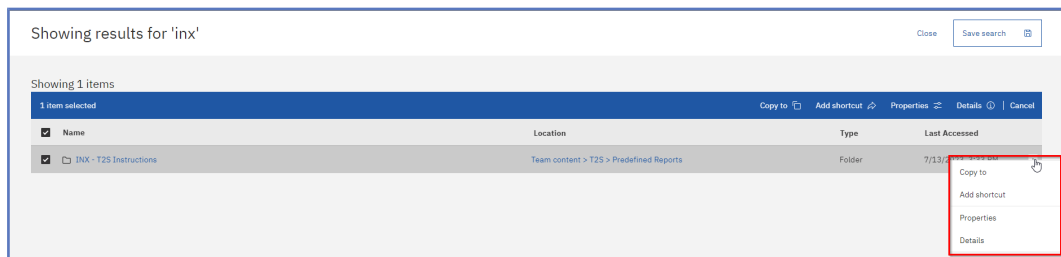 Showing results for 'inx'
Close
Save search
Showing 1 items
1 item selected
Copy to
Add shortcut
Properties
Details
| Cancel
Name
Location
Type
Last Accessed
INX - T2S Instructions
Team content > T2S > Predefined Reports
Folder
PM
Copy to
Add shortcut
Properties
Details